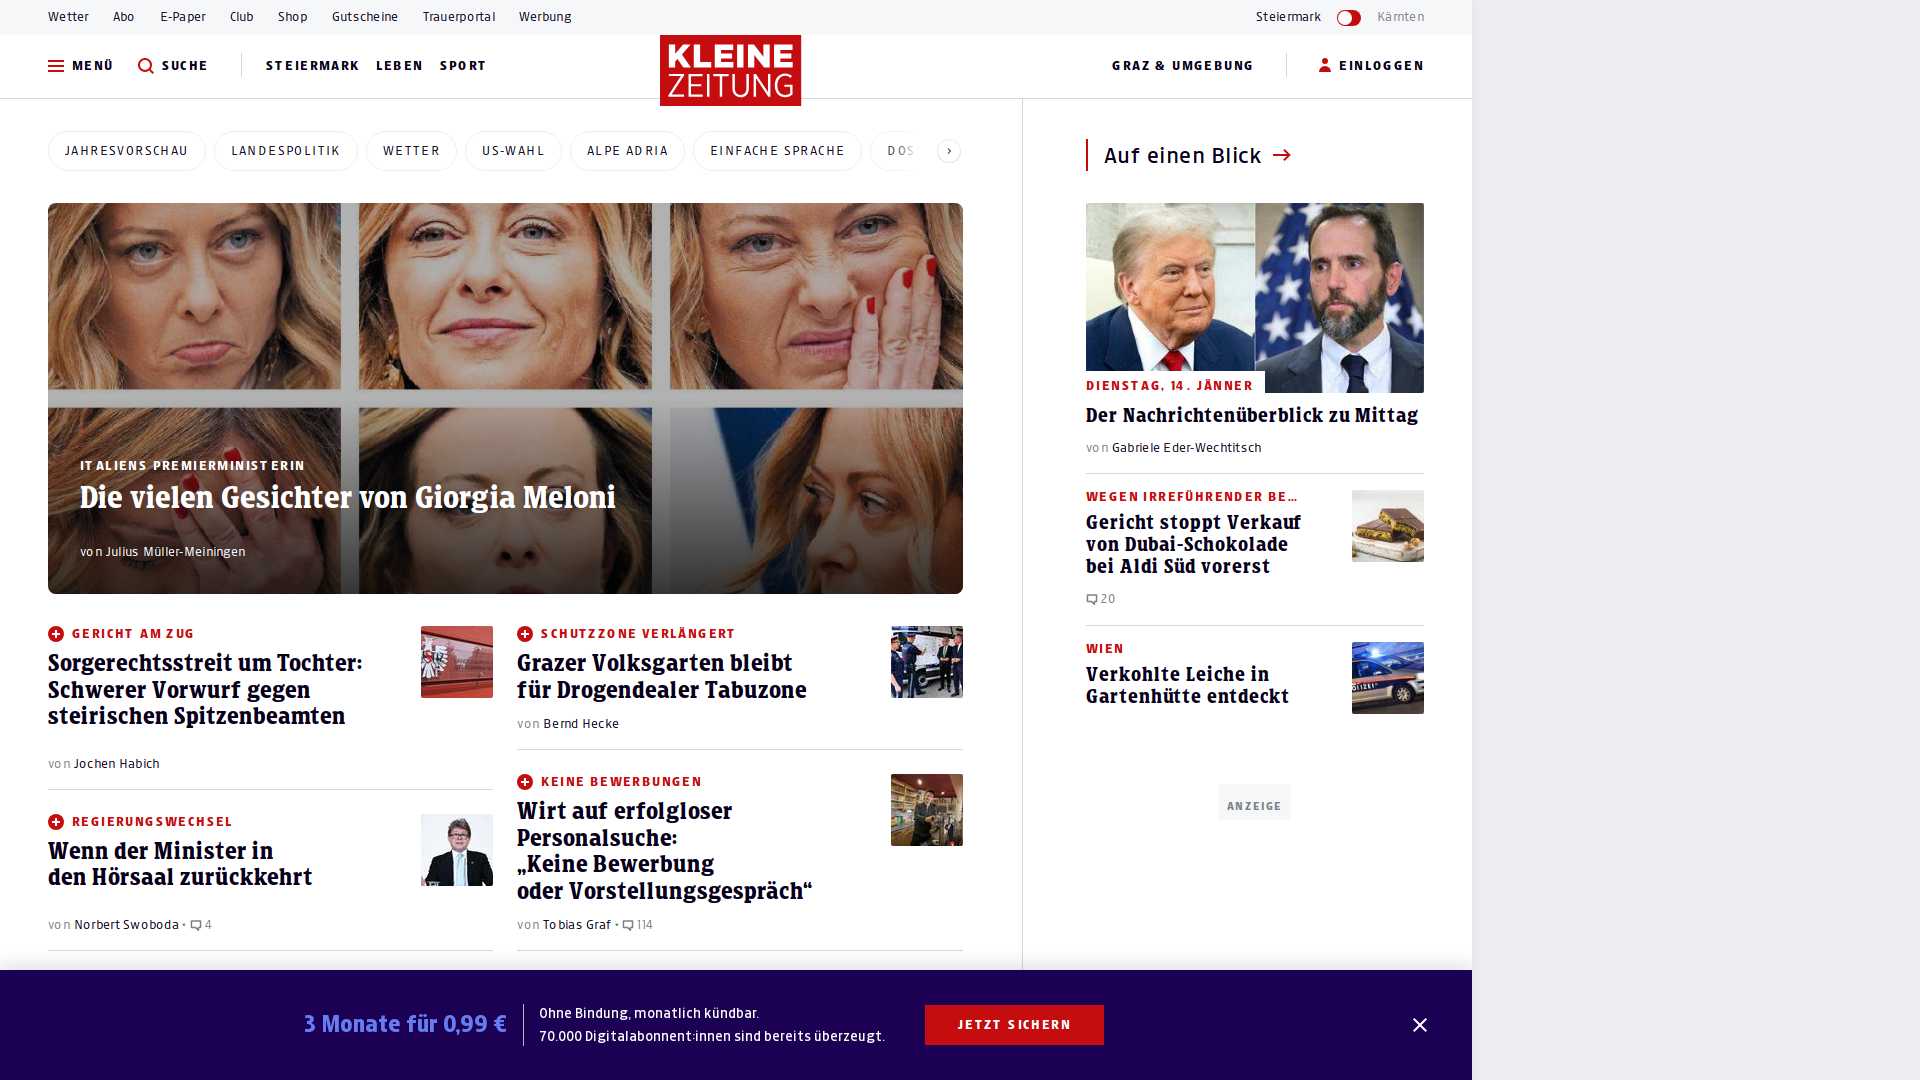 Wetter Abo E-Paper Club Shop Gutscheine Trauerportal Werbung Steiermark Kärnten
MENÜ SUCHE STEIERMARK LEBEN SPORT KLEINE ZEITUNG GRAZ & UMGEBUNG EINLOGGEN
JAHRESVORSCHAU LANDESPOLITIK WETTER US-WAHL ALPE ADRIA EINFACHE SPRACHE DOS
ITALIENS PREMIERMINISTERIN
Die vielen Gesichter von Giorgia Meloni
von Julius Müller-Meiningen
GERICHT AM ZUG
Sorgerechtsstreit um Tochter:
Schwerer Vorwurf gegen
steirischen Spitzenbeamten
von Jochen Habich
REGIERUNGSWECHSEL
Wenn der Minister in
den Hörsaal zurückkehrt
von Norbert Swoboda • 4
SCHUTZZONE VERLÄNGERT
Grazer Volksgarten bleibt
für Drogendealer Tabuzone
von Bernd Hecke
KEINE BEWERBUNGEN
Wirt auf erfolgloser
Personalsuche:
„Keine Bewerbung
oder Vorstellungsgespräch“
von Tobias Graf • 114
Auf einen Blick
DIENSTAG, 14. JÄNNER
Der Nachrichtenüberblick zu Mittag
von Gabriele Eder-Wechtitsch
WEGEN IRREFÜHRENDER BE...
Gericht stoppt Verkauf
von Dubai-Schokolade
bei Aldi Süd vorerst
20
WIEN
Verkohlte Leiche in
Gartenhütte entdeckt
ANZEIGE
3 Monate für 0,99 €
Ohne Bindung, monatlich kündbar.
70.000 Digitalabonnent:innen sind bereits überzeugt.
JETZT SICHERN